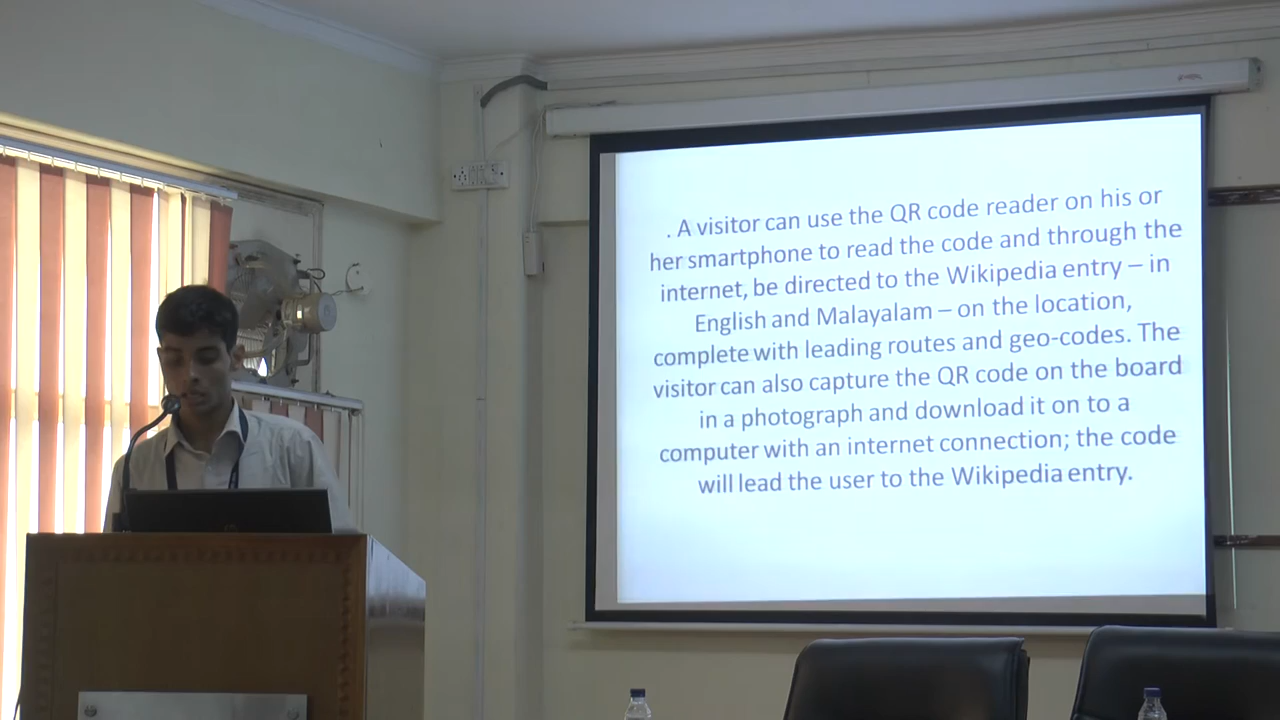 . A visitor can use the QR code reader on his or
her smartphone to read the code and through the
internet, be directed to the Wikipedia entry – in
English and Malayalam – on the location,
complete with leading routes and geo-codes. The
visitor can also capture the QR code on the board
in a photograph and download it on to a
computer with an internet connection; the code
will lead the user to the Wikipedia entry.